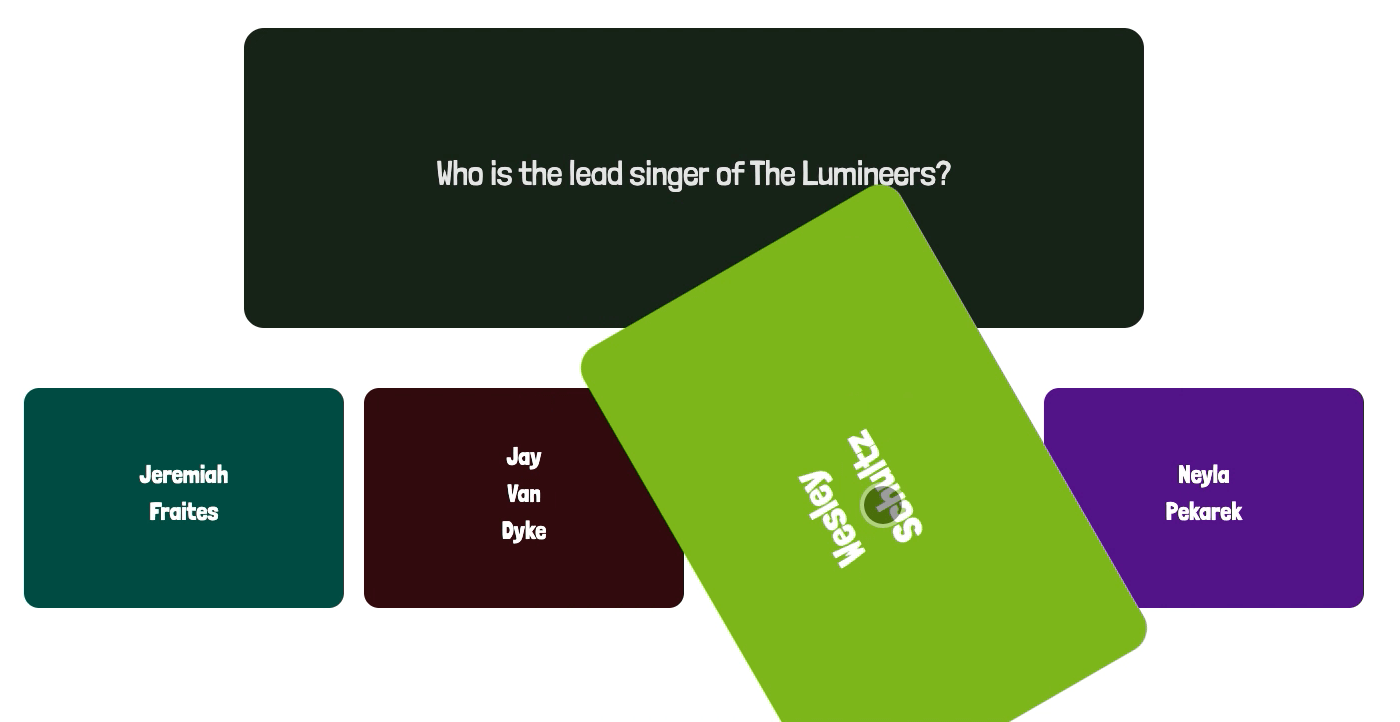 Who is the lead singer of The Lumineers?
Jeremiah
Fraites
Jay
Van
Dyke
Wesley
Schultz
Neyla
Pekarek